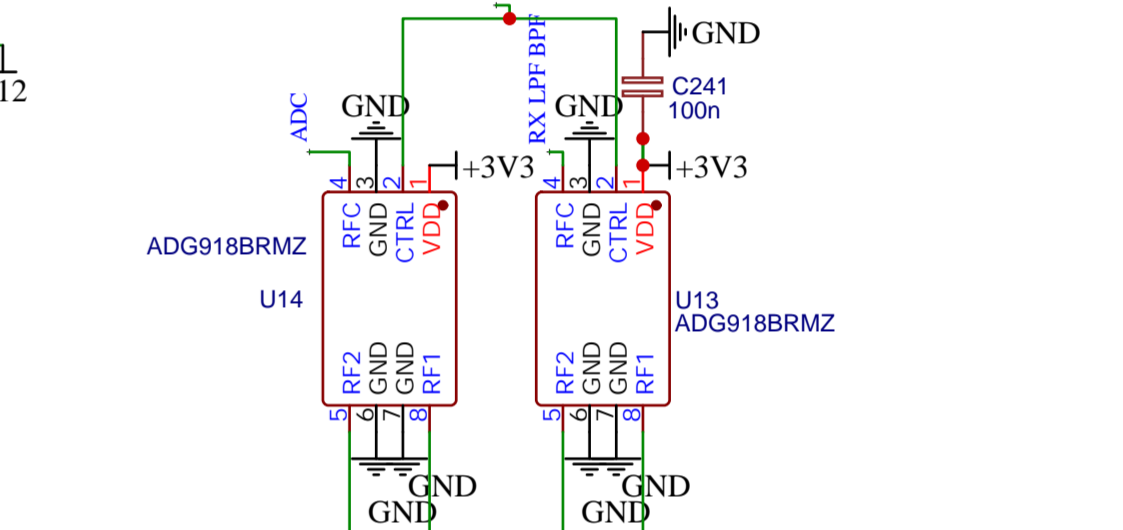 12
ADC
GND
+3V3
RX LPF BPF
GND
GND
C241
100n
+3V3
4
3
2
1
RFC
GND
CTRL
VDD
ADG918BRMZ
U14
RF2
GND
GND
RF1
5
6
7
8
GND
GND
4
3
2
1
RFC
GND
CTRL
VDD
U13
ADG918BRMZ
RF2
GND
GND
RF1
5
6
7
8
GND
GND